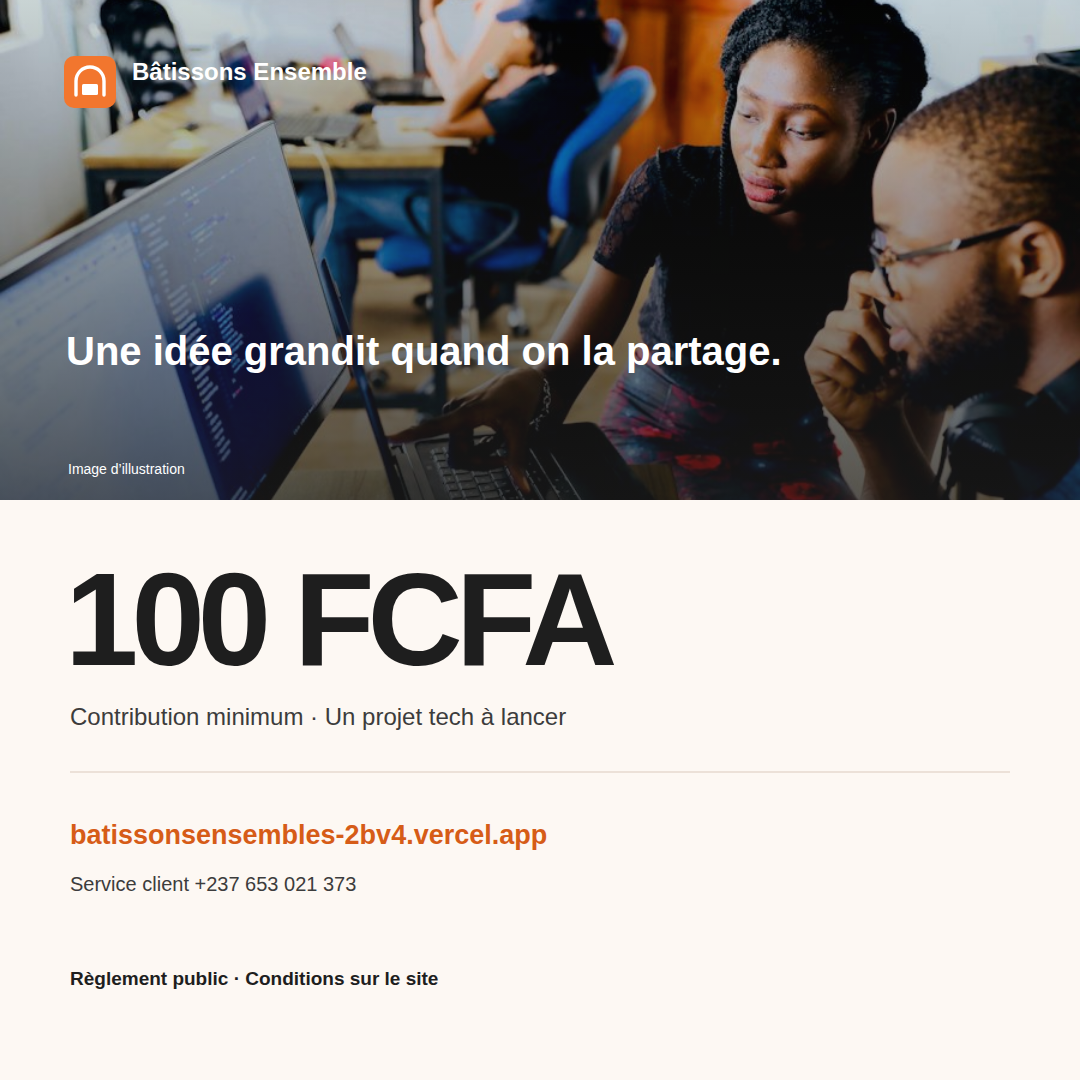 Bâtissons Ensemble
Une idée grandit quand on la partage.
Image d’illustration
100 FCFA
Contribution minimum · Un projet tech à lancer
batissonsensembles-2bv4.vercel.app
Service client +237 653 021 373
Règlement public · Conditions sur le site